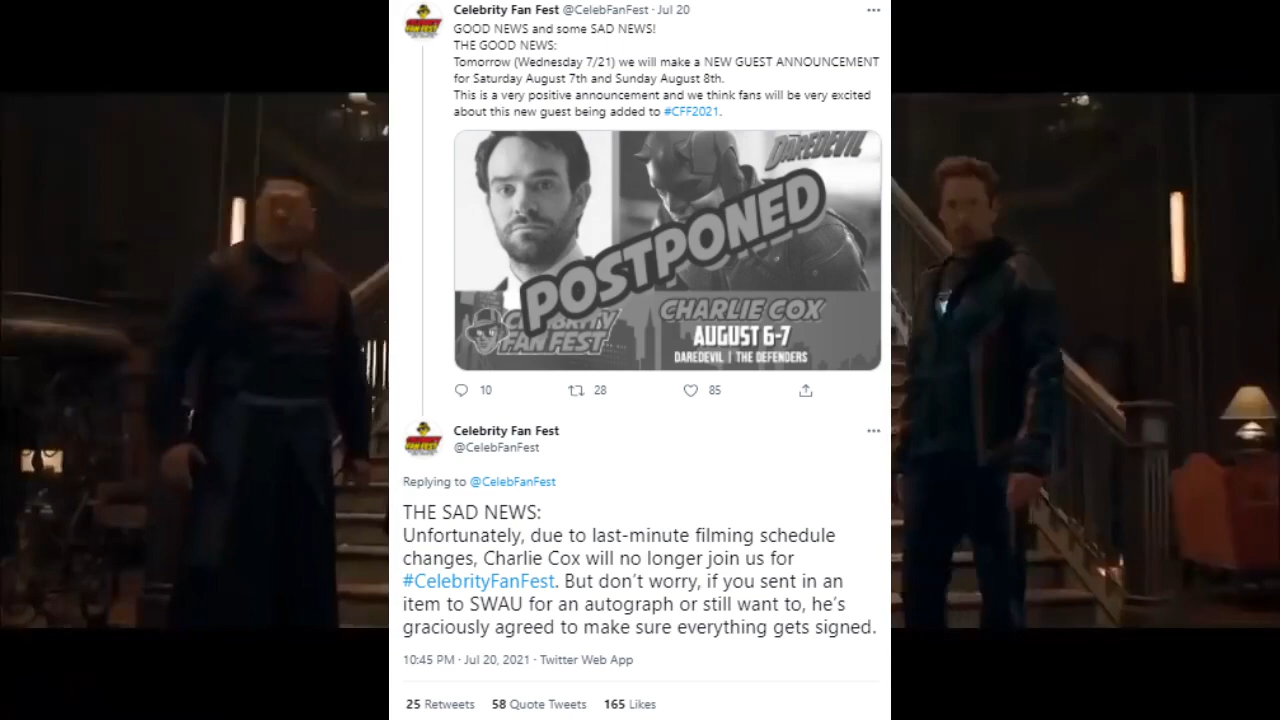 Celebrity Fan Fest @CelebFanFest · Jul 20
GOOD NEWS and some SAD NEWS!
THE GOOD NEWS:
Tomorrow (Wednesday 7/21) we will make a NEW GUEST ANNOUNCEMENT
for Saturday August 7th and Sunday August 8th.
This is a very positive announcement and we think fans will be very excited
about this new guest being added to #CFF2021.
DAREDEVIL
POSTPONED
CELEBRITY
FAN FEST
CHARLIE COX
AUGUST 6-7
DAREDEVIL | THE DEFENDERS
10 28 85
Celebrity Fan Fest
@CelebFanFest
Replying to @CelebFanFest
THE SAD NEWS:
Unfortunately, due to last-minute filming schedule
changes, Charlie Cox will no longer join us for
#CelebrityFanFest. But don’t worry, if you sent in an
item to SWAU for an autograph or still want to, he’s
graciously agreed to make sure everything gets signed.
10:45 PM · Jul 20, 2021 · Twitter Web App
25 Retweets 58 Quote Tweets 165 Likes